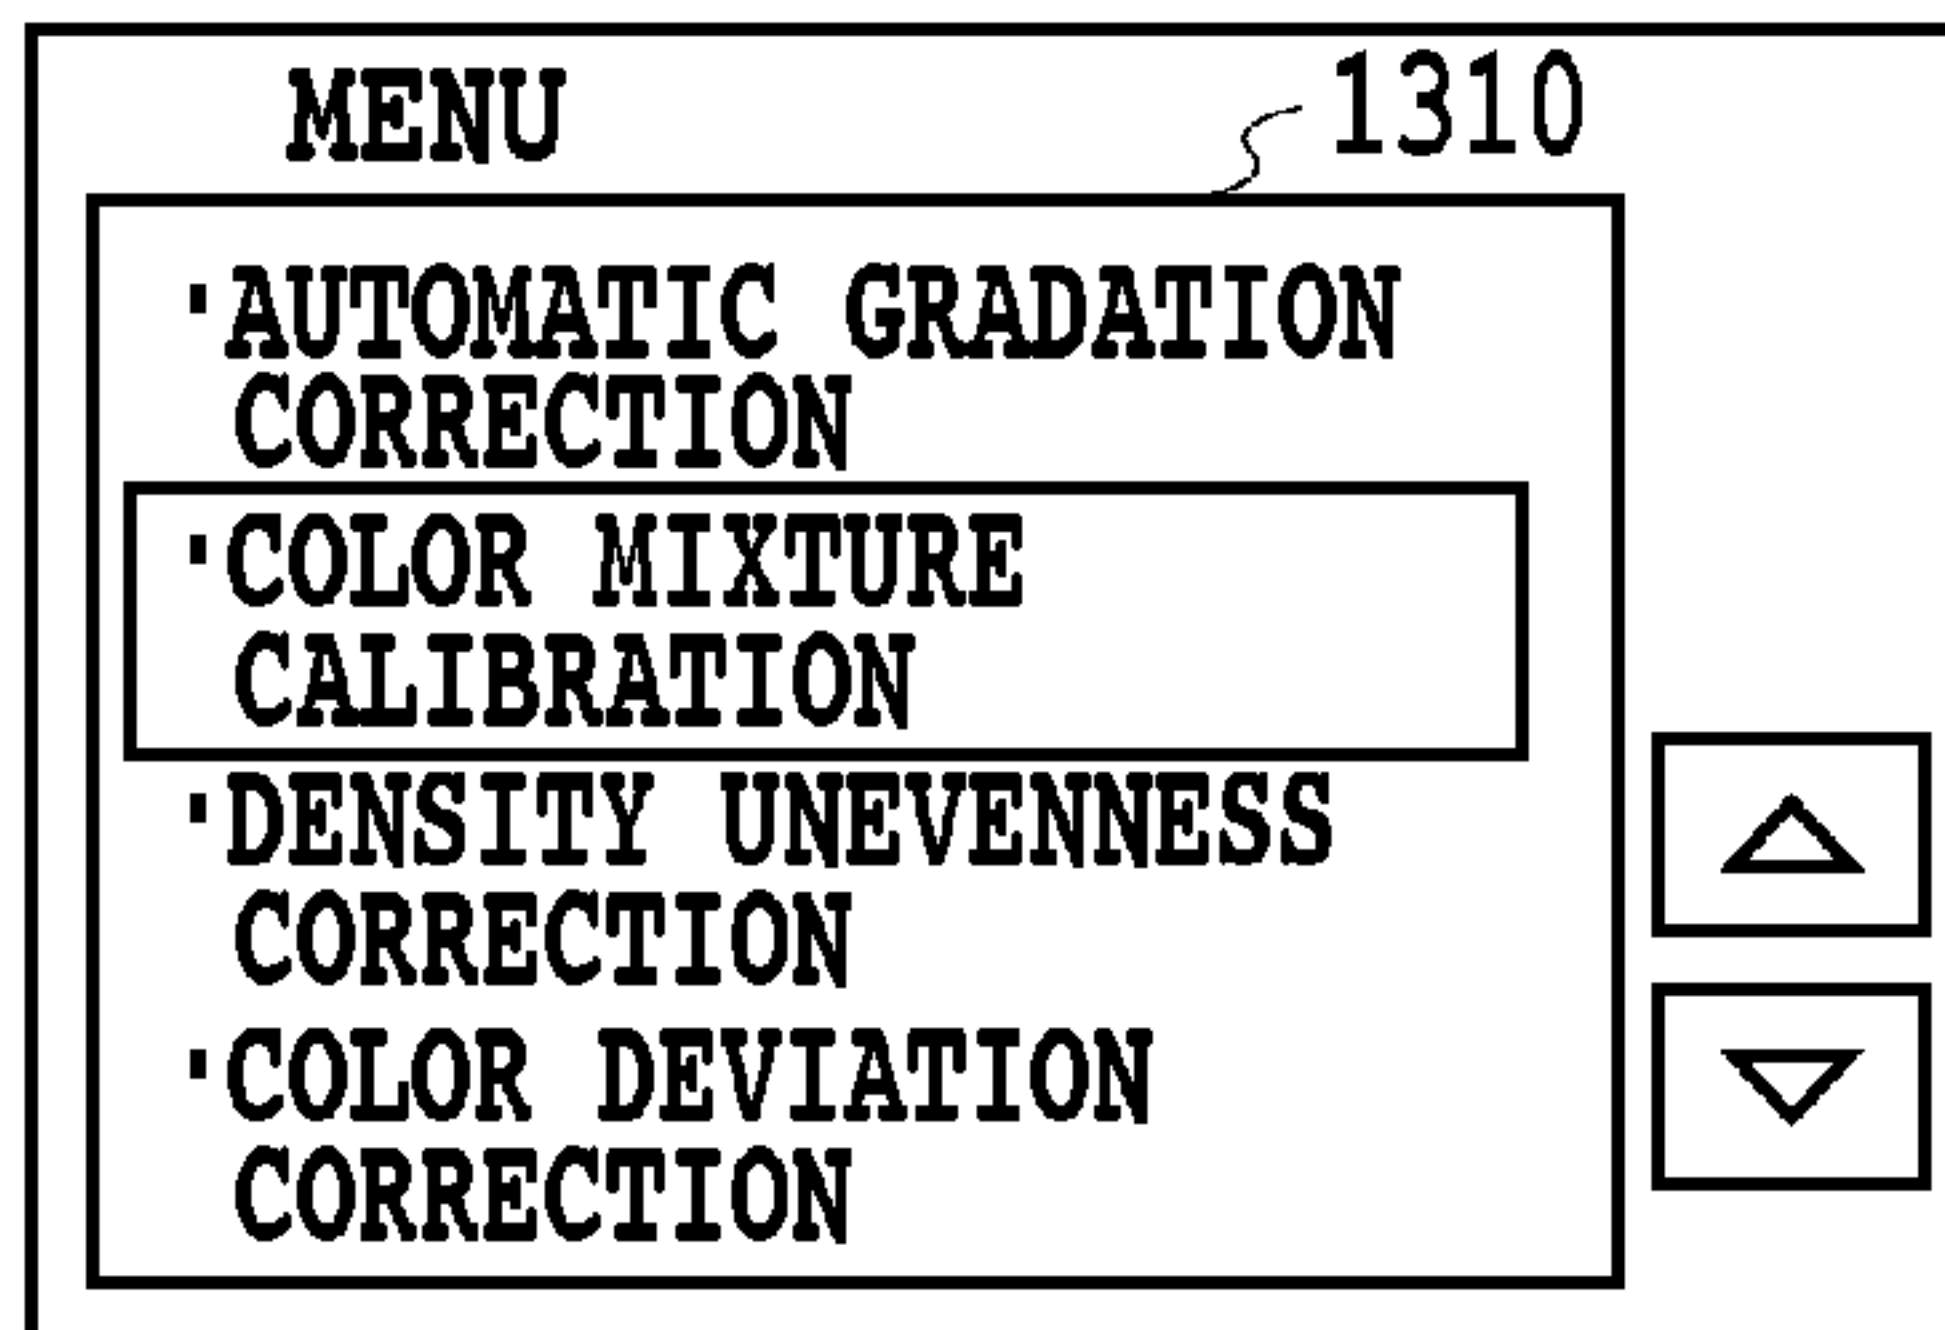 MENU
1310
·AUTOMATIC GRADATION
CORRECTION
·COLOR MIXTURE
CALIBRATION
·DENSITY UNEVENNESS
CORRECTION
·COLOR DEVIATION
CORRECTION